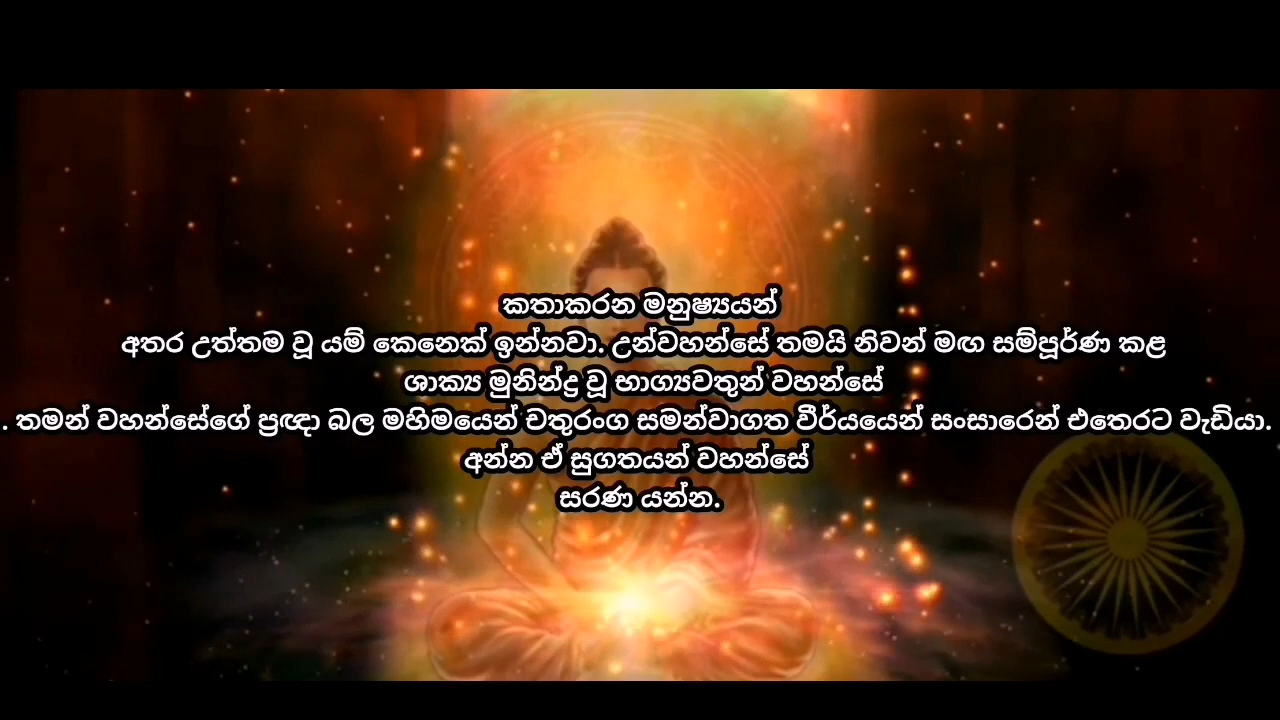 කතාකරන මනුෂ්‍යයන්
අතර උත්තම වූ යම් කෙනෙක් ඉන්නවා. උන්වහන්සේ තමයි නිවන් මඟ සම්පූර්ණ කළ
ශාක්‍ය මුනින්ද්‍ර වූ භාග්‍යවතුන් වහන්සේ
. තමන් වහන්සේගේ ප්‍රඥා බල මහිමයෙන් චතුරංග සමන්වාගත වීර්යයෙන් සංසාරෙන් එතෙරට වැඩියා.
අන්න ඒ සුගතයන් වහන්සේ
සරණ යන්න.